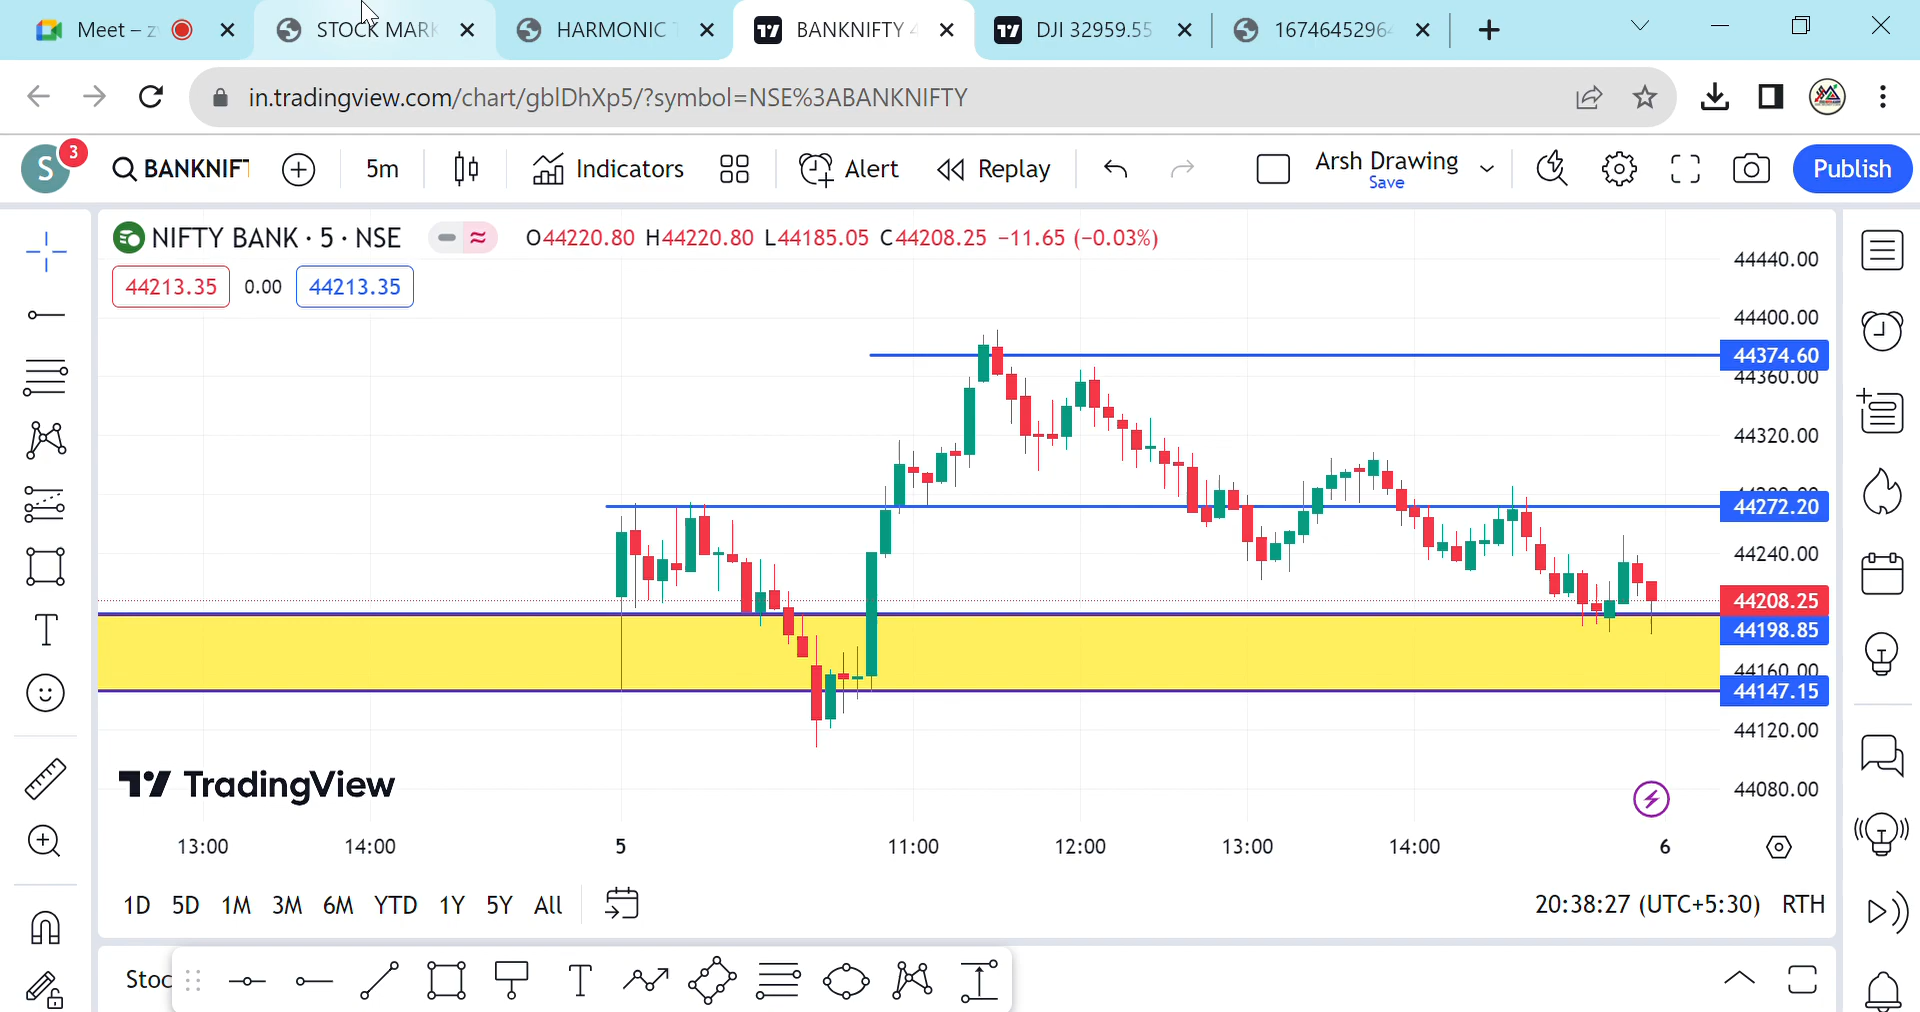 Meet – z
STOCK MARK
HARMONIC T
BANKNIFTY 4
DJI 32959.55
16746452964
in.tradingview.com/chart/gblDhXp5/?symbol=NSE%3ABANKNIFTY
S
3
BANKNIFT
5m
Indicators
Alert
Replay
Arsh Drawing
Save
Publish
NIFTY BANK · 5 · NSE
O44220.80 H44220.80 L44185.05 C44208.25 −11.65 (−0.03%)
44213.35
0.00
44213.35
44440.00
44400.00
44374.60
44360.00
44320.00
44272.20
44240.00
44208.25
44198.85
44160.00
44147.15
44120.00
44080.00
TradingView
13:00
14:00
5
11:00
12:00
13:00
14:00
6
1D 5D 1M 3M 6M YTD 1Y 5Y All
20:38:27 (UTC+5:30) RTH
Stoc